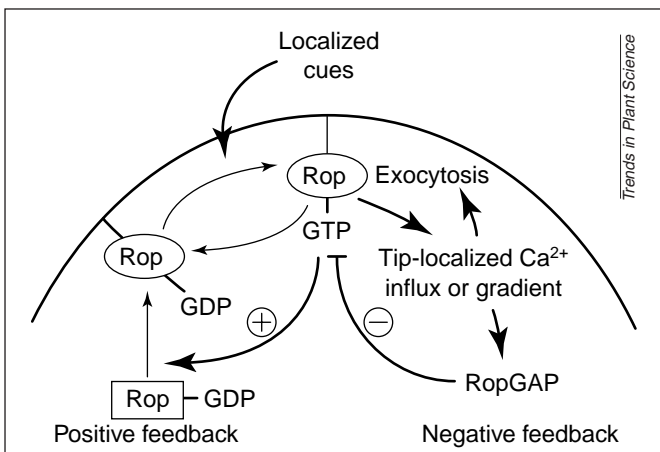 Localized
cues
Trends in Plant Science
Rop
Exocytosis
GTP
Rop
GDP
Tip-localized Ca²⁺
influx or gradient
+
−
RopGAP
Rop
GDP
Positive feedback
Negative feedback